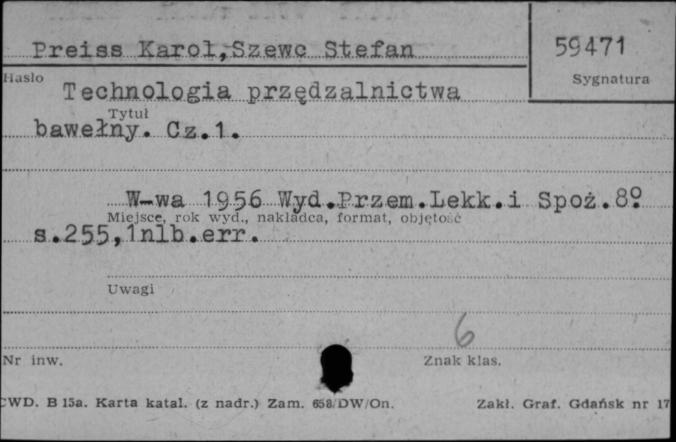 Preiss Karol,Szewc Stefan
59471
Hasło
Sygnatura
Technologia przędzalnictwa
Tytuł
bawełny. Cz.1.
W-wa 1956 Wyd.Przem.Lekk.i Spoż.8º
Miejsce, rok wyd., nakładca, format, objętość
s.255,1nlb.err.
Uwagi
6
Nr inw.
Znak klas.
CWD. B 15a. Karta katal. (z nadr.) Zam. 658/DW/On.
Zakł. Graf. Gdańsk nr 17